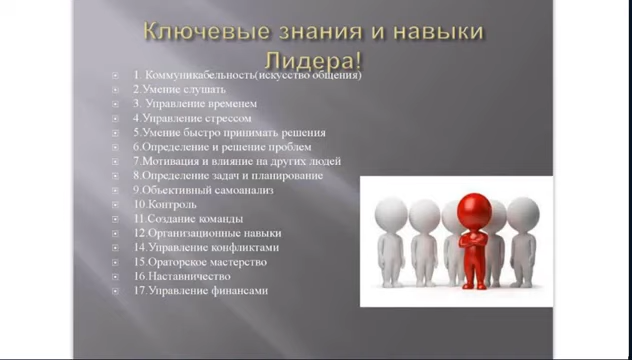 Ключевые знания и навыки
Лидера!
1. Коммуникабельность(искусство общения)
2.Умение слушать
3. Управление временем
4.Управление стрессом
5.Умение быстро принимать решения
6.Определение и решение проблем
7.Мотивация и влияние на других людей
8.Определение задач и планирование
9.Объективный самоанализ
10.Контроль
11.Создание команды
12.Организационные навыки
14.Управление конфликтами
15.Ораторское мастерство
16.Наставничество
17.Управление финансами